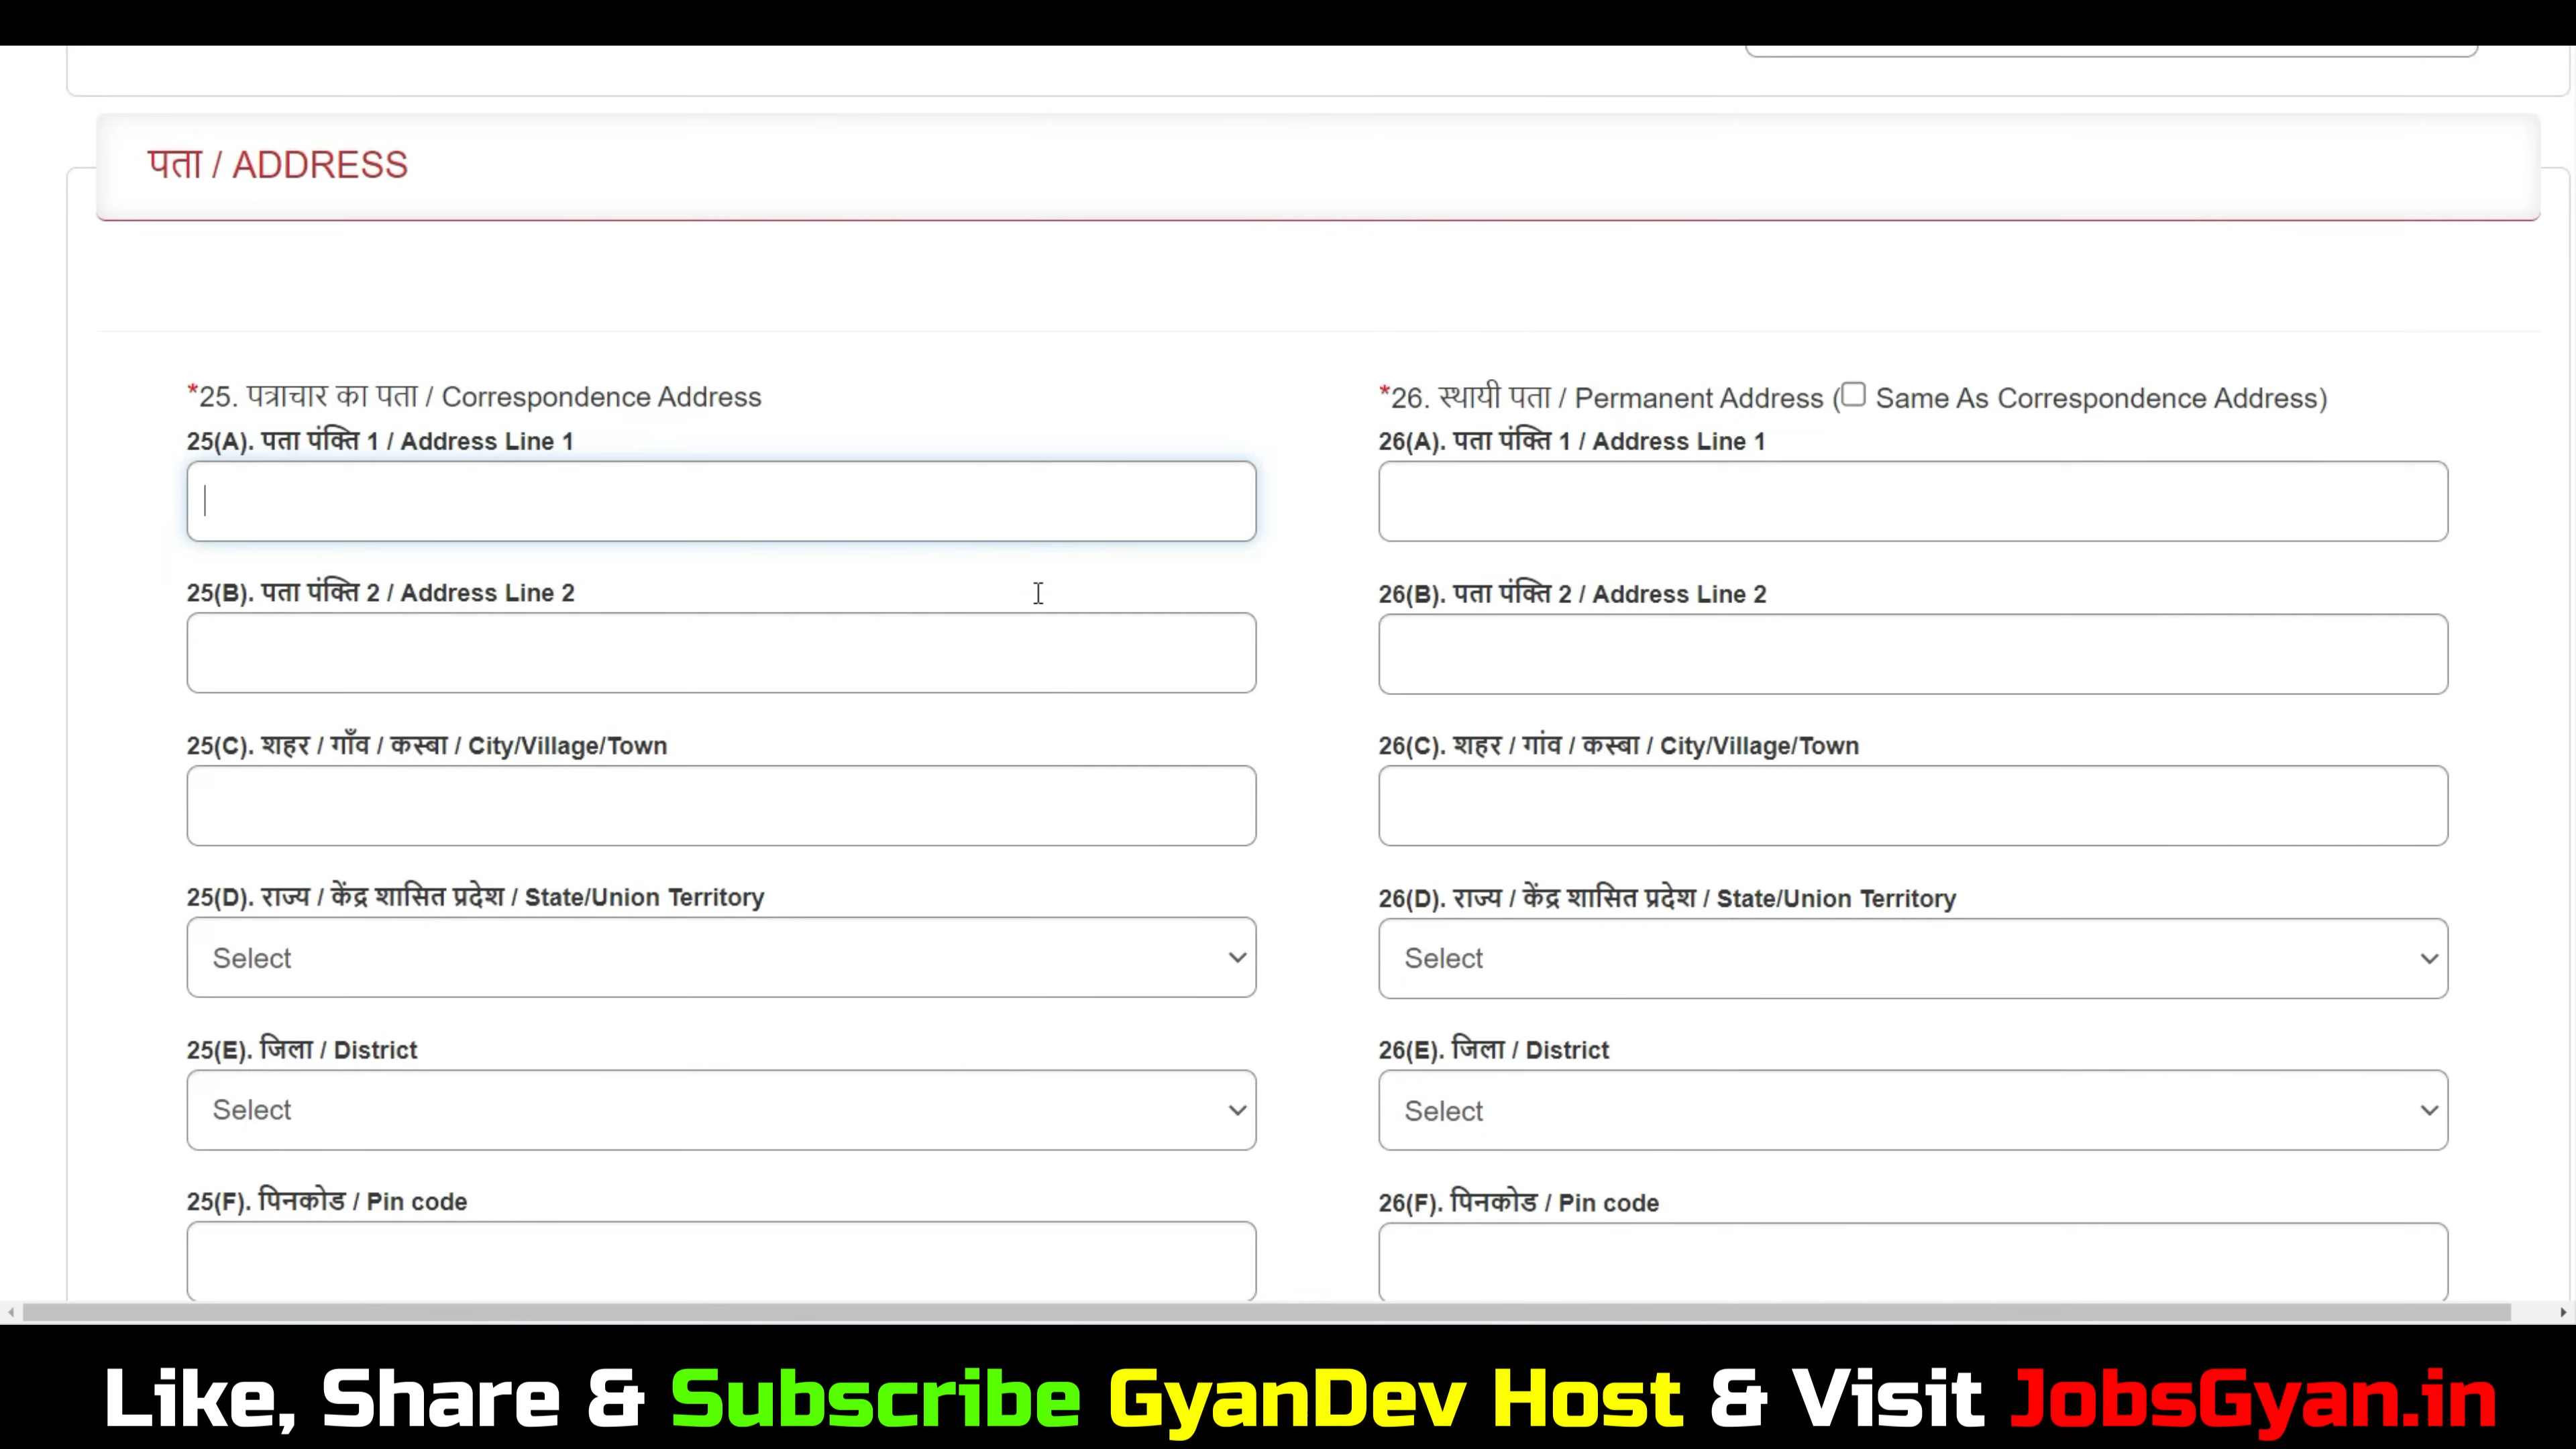 पता / ADDRESS
*25. पत्राचार का पता / Correspondence Address
25(A). पता पंक्ति 1 / Address Line 1
25(B). पता पंक्ति 2 / Address Line 2
25(C). शहर / गाँव / कस्बा / City/Village/Town
25(D). राज्य / केंद्र शासित प्रदेश / State/Union Territory
Select
25(E). जिला / District
Select
25(F). पिनकोड / Pin code
*26. स्थायी पता / Permanent Address ( Same As Correspondence Address)
26(A). पता पंक्ति 1 / Address Line 1
26(B). पता पंक्ति 2 / Address Line 2
26(C). शहर / गांव / कस्बा / City/Village/Town
26(D). राज्य / केंद्र शासित प्रदेश / State/Union Territory
Select
26(E). जिला / District
Select
26(F). पिनकोड / Pin code
Like, Share & Subscribe GyanDev Host & Visit JobsGyan.in